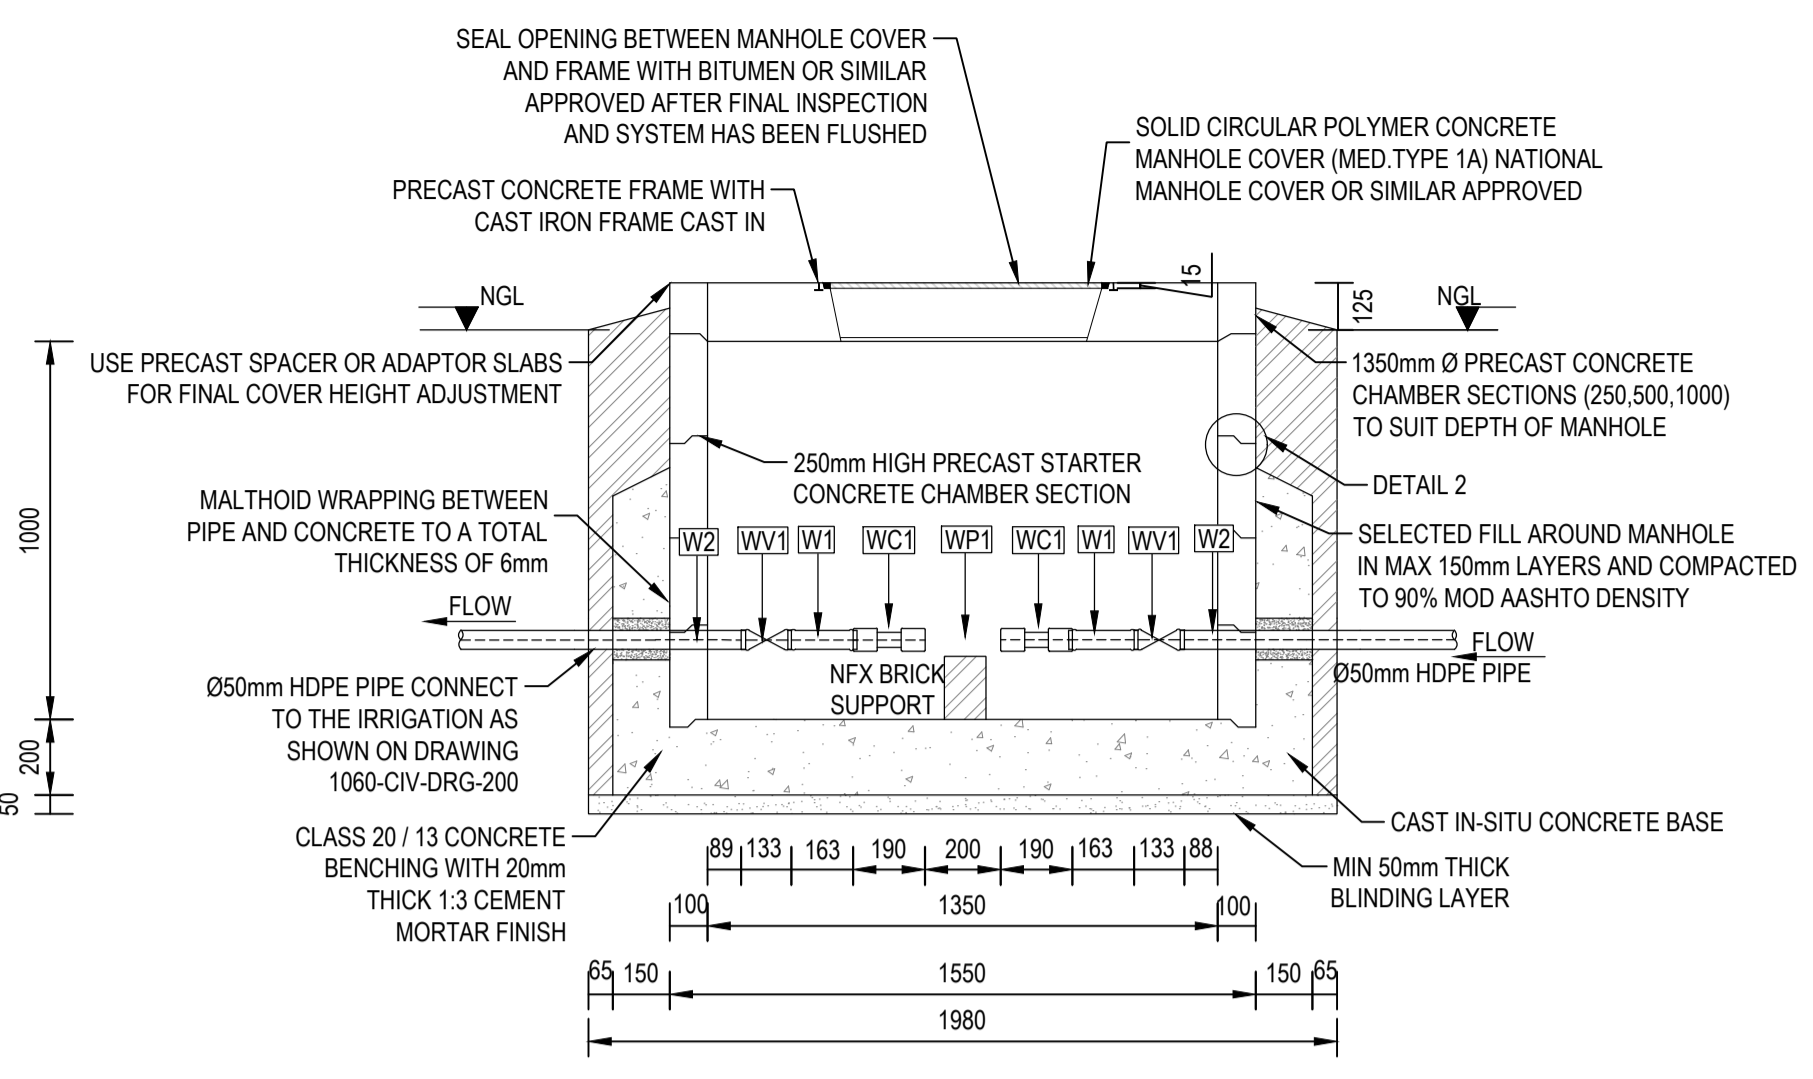 SEAL OPENING BETWEEN MANHOLE COVER
AND FRAME WITH BITUMEN OR SIMILAR
APPROVED AFTER FINAL INSPECTION
AND SYSTEM HAS BEEN FLUSHED
SOLID CIRCULAR POLYMER CONCRETE
MANHOLE COVER (MED.TYPE 1A) NATIONAL
MANHOLE COVER OR SIMILAR APPROVED
PRECAST CONCRETE FRAME WITH
CAST IRON FRAME CAST IN
15
125
NGL
NGL
USE PRECAST SPACER OR ADAPTOR SLABS
FOR FINAL COVER HEIGHT ADJUSTMENT
1350mm Ø PRECAST CONCRETE
CHAMBER SECTIONS (250,500,1000)
TO SUIT DEPTH OF MANHOLE
250mm HIGH PRECAST STARTER
CONCRETE CHAMBER SECTION
DETAIL 2
MALTHOID WRAPPING BETWEEN
PIPE AND CONCRETE TO A TOTAL
THICKNESS OF 6mm
SELECTED FILL AROUND MANHOLE
IN MAX 150mm LAYERS AND COMPACTED
TO 90% MOD AASHTO DENSITY
1000
W2 WV1 W1 WC1 WP1 WC1 W1 WV1 W2
FLOW
FLOW
Ø50mm HDPE PIPE
NFX BRICK
SUPPORT
Ø50mm HDPE PIPE CONNECT
TO THE IRRIGATION AS
SHOWN ON DRAWING
1060-CIV-DRG-200
200
50
CLASS 20 / 13 CONCRETE
BENCHING WITH 20mm
THICK 1:3 CEMENT
MORTAR FINISH
CAST IN-SITU CONCRETE BASE
MIN 50mm THICK
BLINDING LAYER
89 133 163 190 200 190 163 133 88
100 1350 100
65 150 1550 150 65
1980